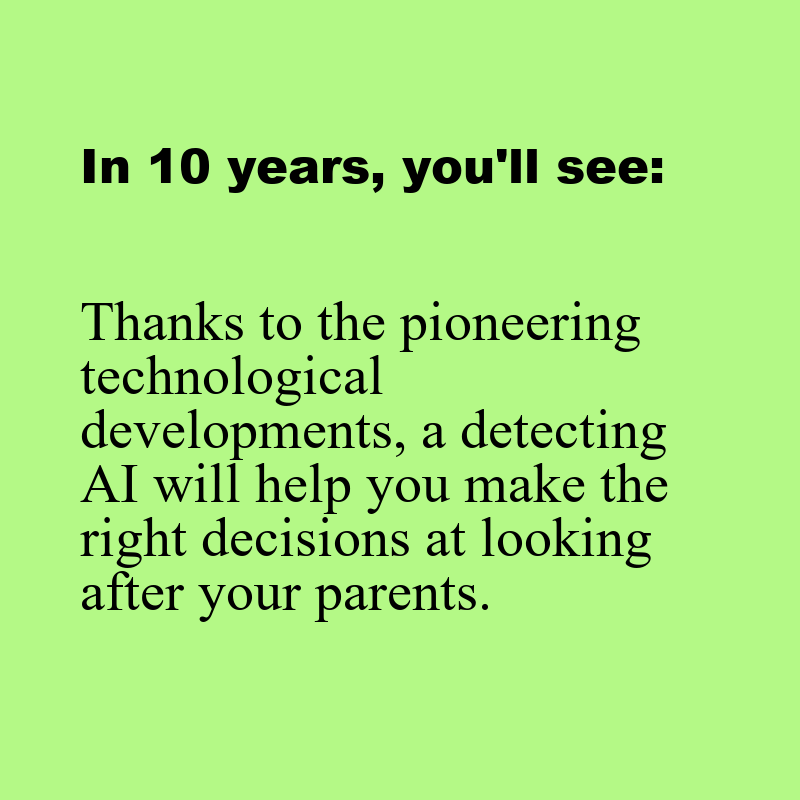 In 10 years, you'll see:
Thanks to the pioneering
technological
developments, a detecting
AI will help you make the
right decisions at looking
after your parents.